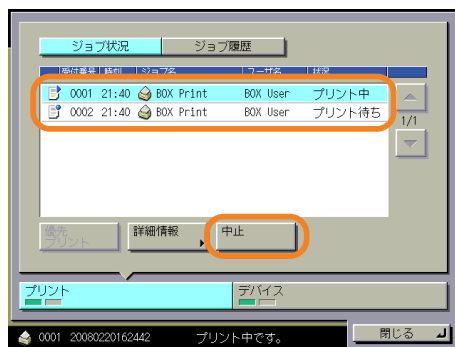 ジョブ状況 ジョブ履歴
受付番号 時刻 ジョブ名 ユーザ名 状況
0001 21:40 BOX Print BOX User プリント中
0002 21:40 BOX Print BOX User プリント待ち
1/1
優先
プリント
詳細情報
中止
プリント デバイス
0001 20080220162442 プリント中です。 閉じる